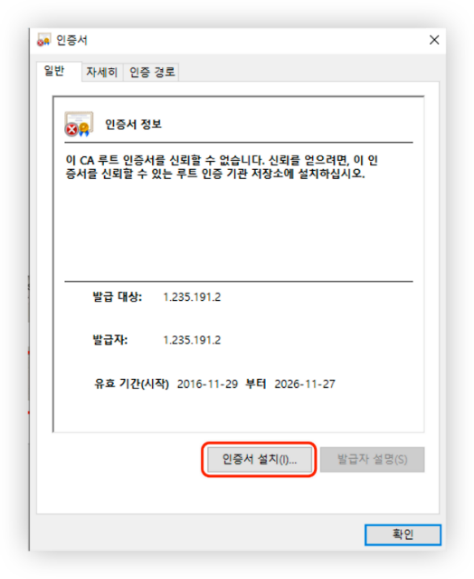 인증서
일반 자세히 인증 경로
인증서 정보
이 CA 루트 인증서를 신뢰할 수 없습니다. 신뢰를 얻으려면, 이 인
증서를 신뢰할 수 있는 루트 인증 기관 저장소에 설치하십시오.
발급 대상: 1.235.191.2
발급자: 1.235.191.2
유효 기간(시작) 2016-11-29 부터 2026-11-27
인증서 설치(I)... 발급자 설명(S)
확인